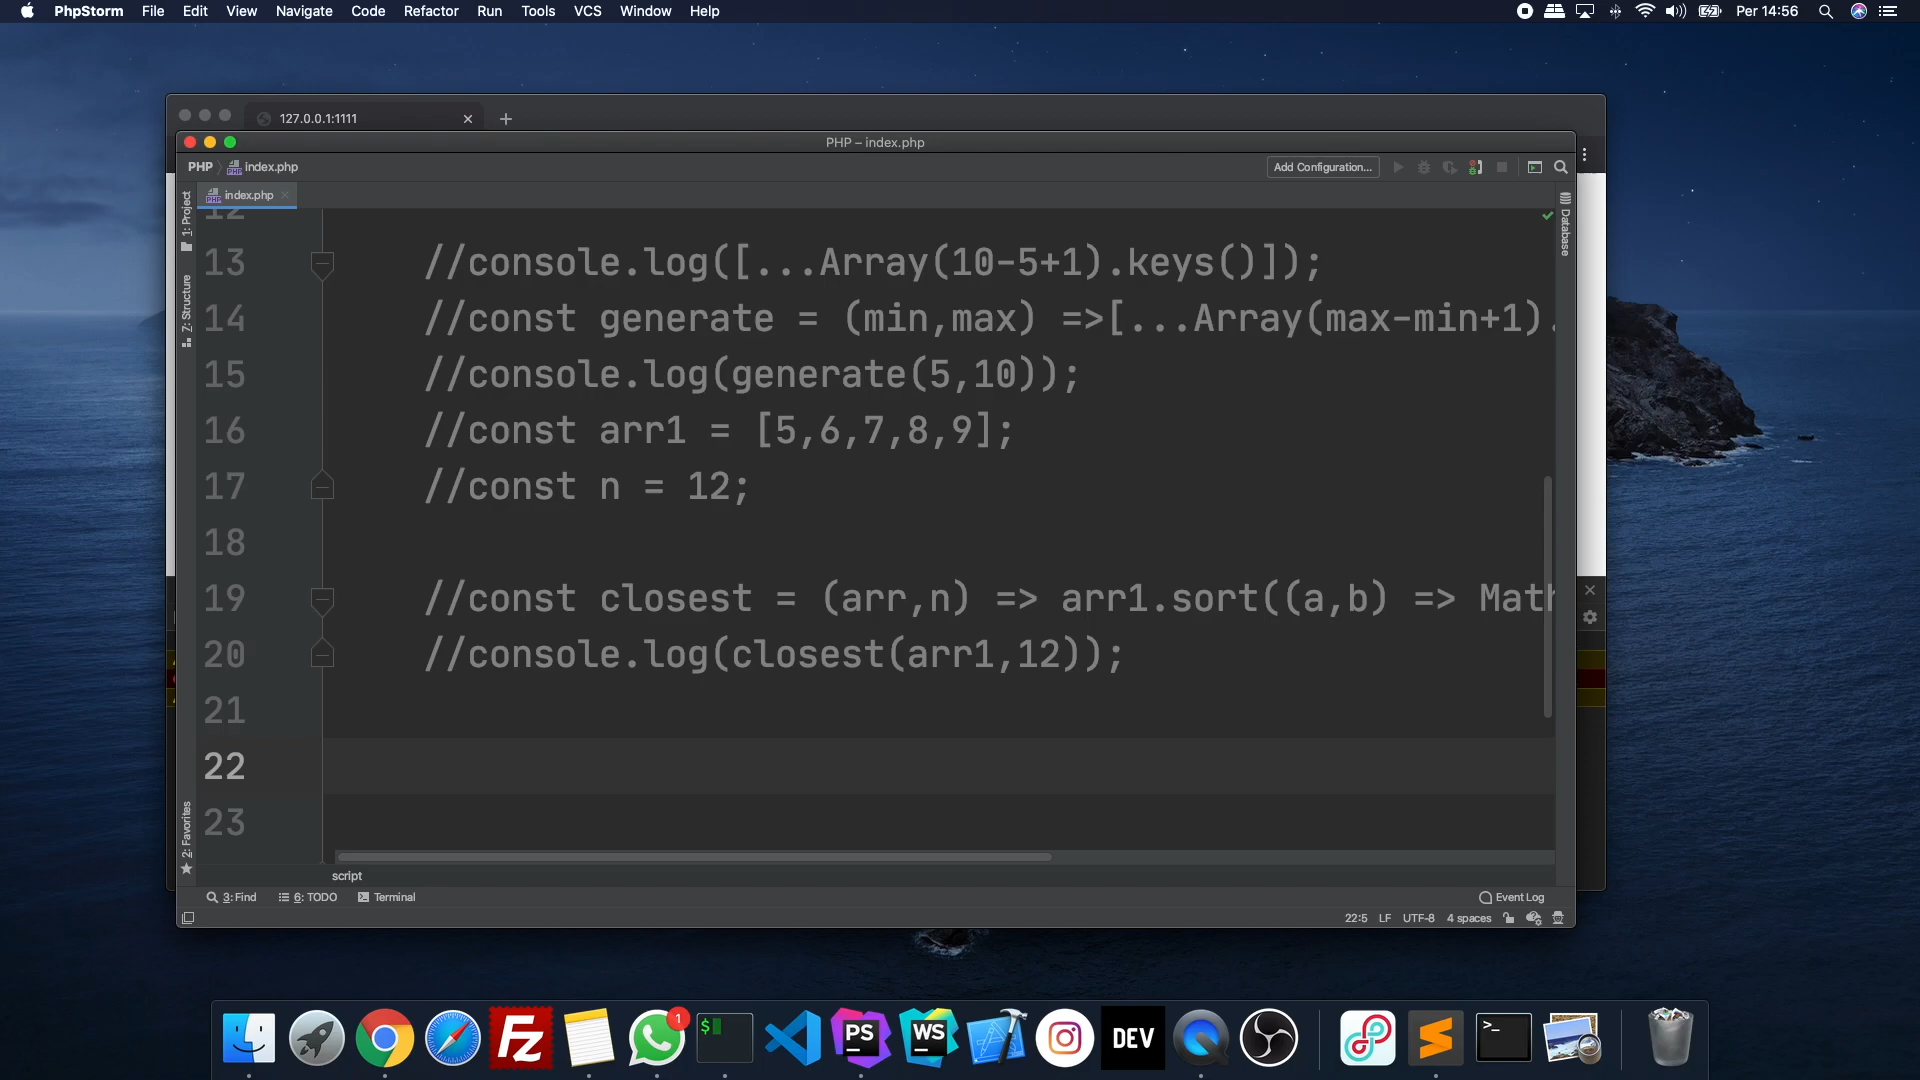 PhpStorm File Edit View Navigate Code Refactor Run Tools VCS Window Help Per 14:56
127.0.0.1:1111
PHP – index.php
PHP index.php Add Configuration...
index.php
1: Project
Z: Structure
2: Favorites
Database
12
13 //console.log([...Array(10-5+1).keys()]);
14 //const generate = (min,max) =>[...Array(max-min+1).
15 //console.log(generate(5,10));
16 //const arr1 = [5,6,7,8,9];
17 //const n = 12;
18
19 //const closest = (arr,n) => arr1.sort((a,b) => Math
20 //console.log(closest(arr1,12));
21
22
23
script
3: Find 6: TODO Terminal Event Log
22:5 LF UTF-8 4 spaces
1
$
PS
WS
DEV
>_